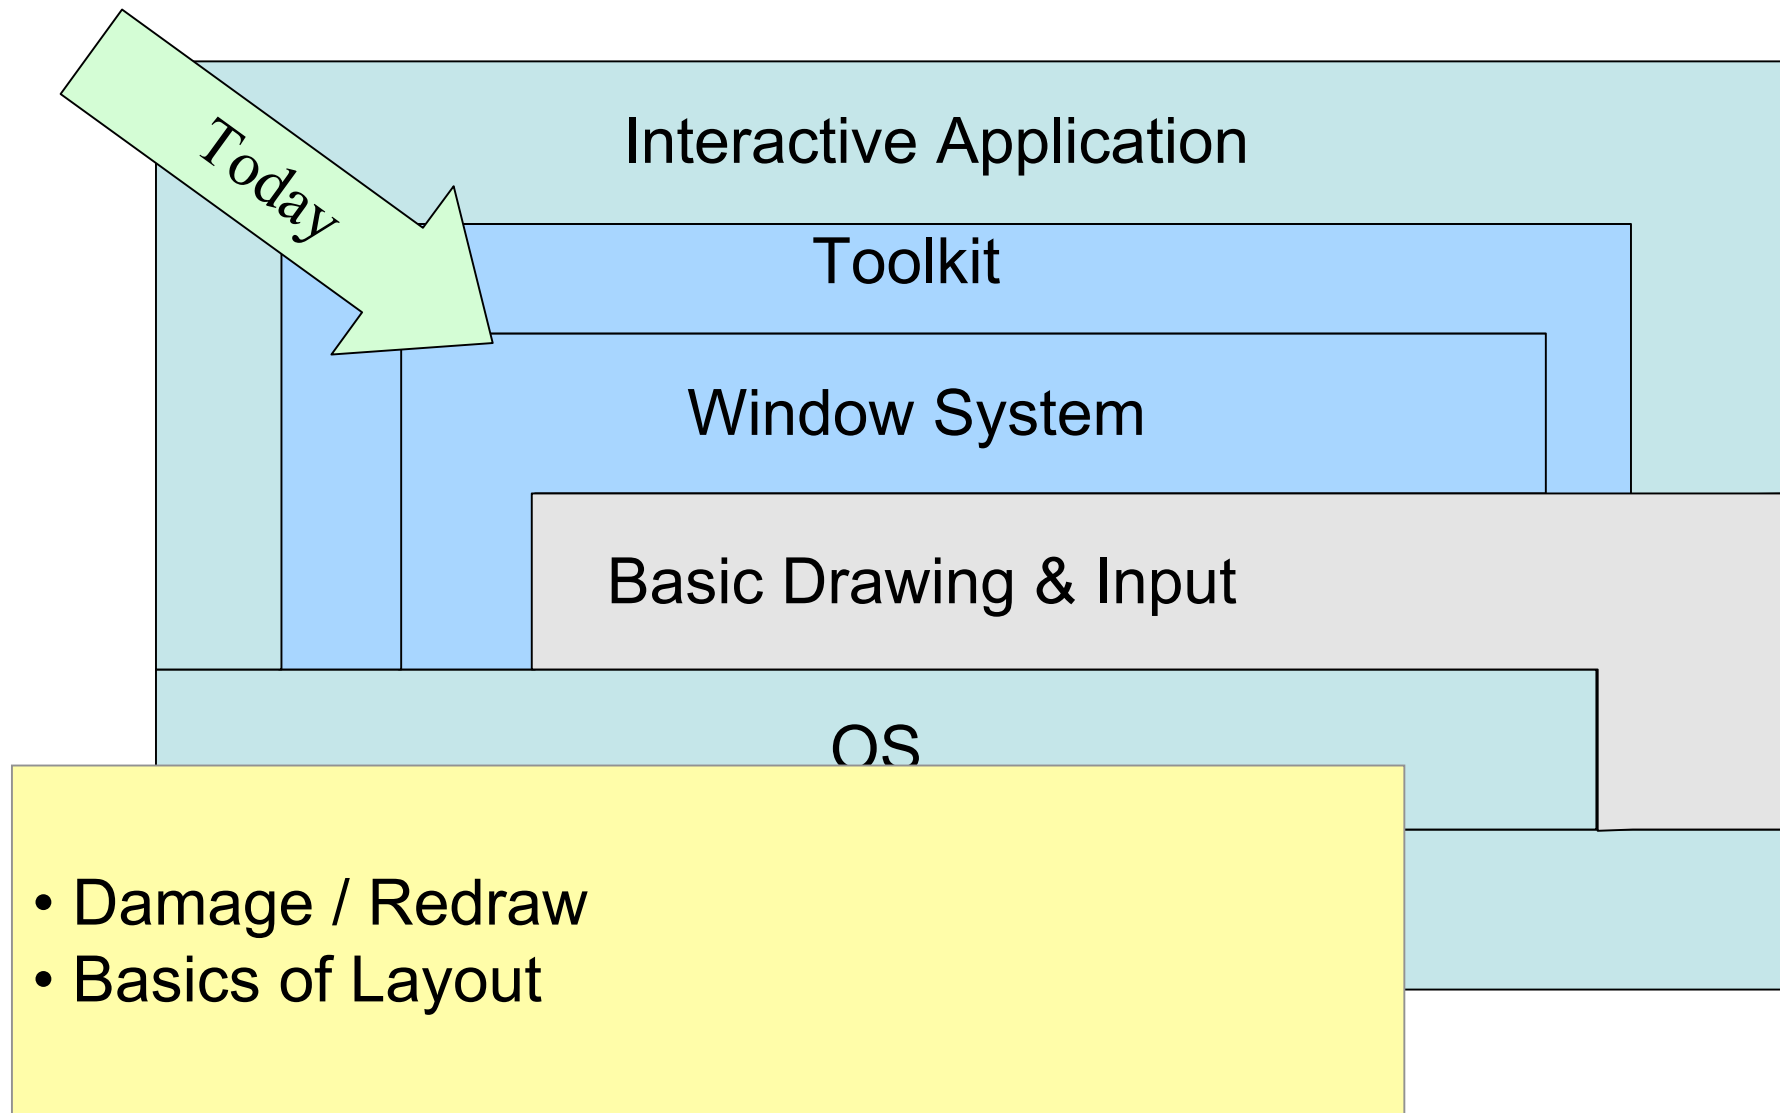 Today
Interactive Application
Toolkit
Window System
Basic Drawing & Input
OS
• Damage / Redraw
• Basics of Layout